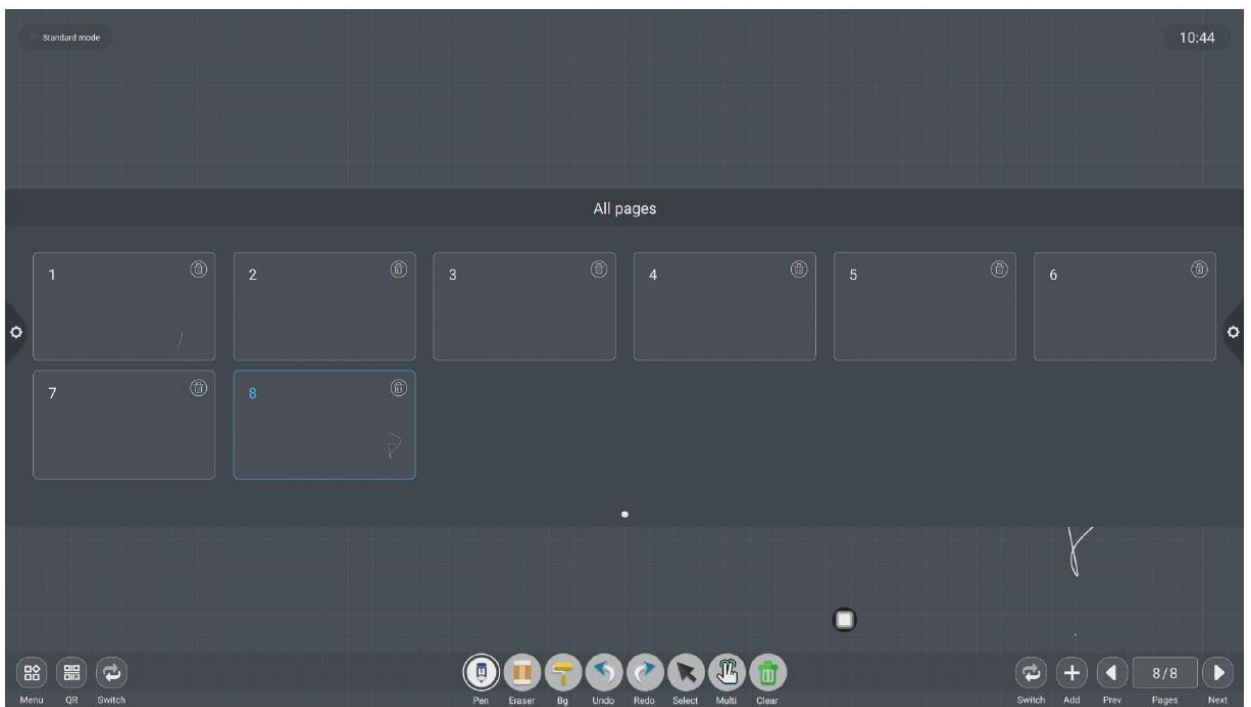 Standard mode
10:44
All pages
1 2 3 4 5 6
7 8
Menu QR Switch Pen Eraser Bg Undo Redo Select Multi Clear Switch Add Prev 8/8 Pages Next